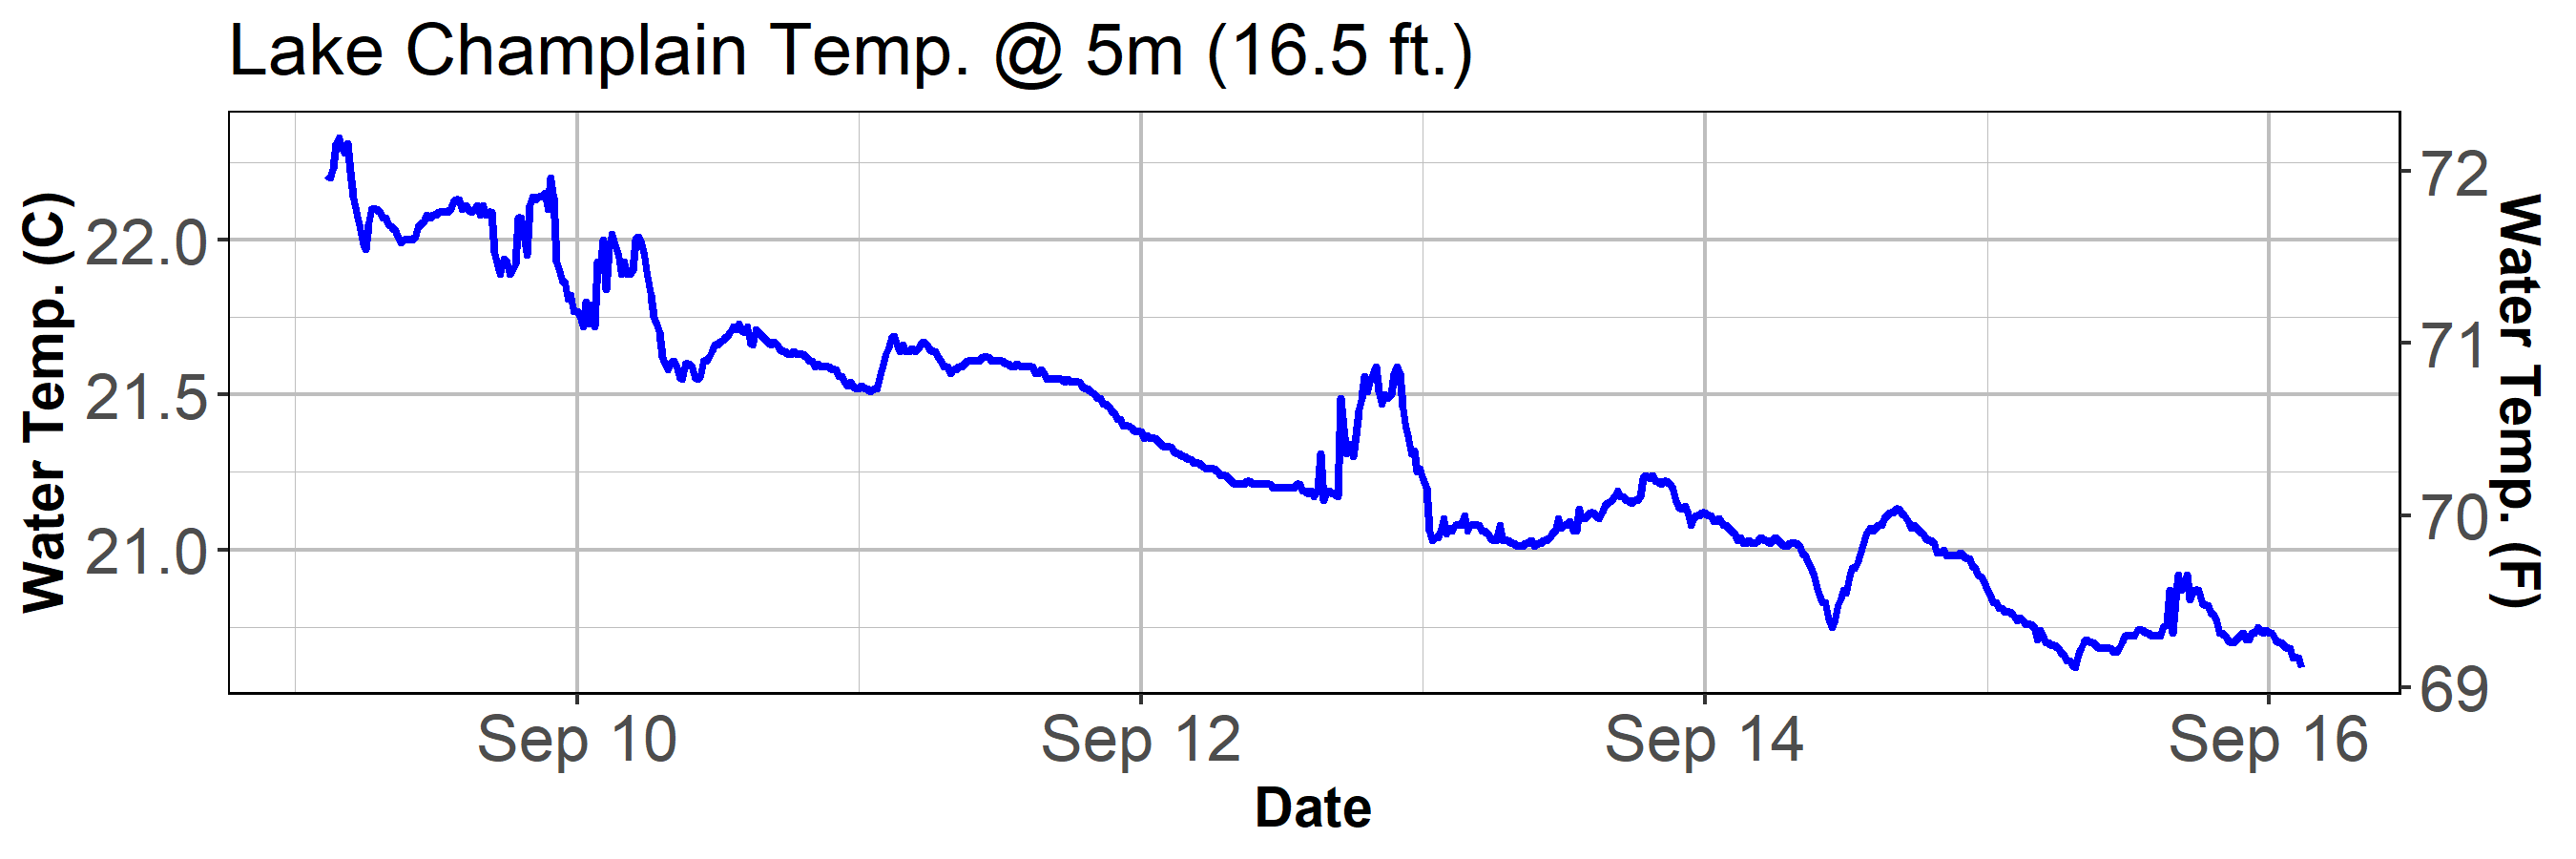 Lake Champlain Temp. @ 5m (16.5 ft.)
Water Temp. (C)
22.0
21.5
21.0
72
71
70
69
Water Temp. (F)
Sep 10
Sep 12
Sep 14
Sep 16
Date